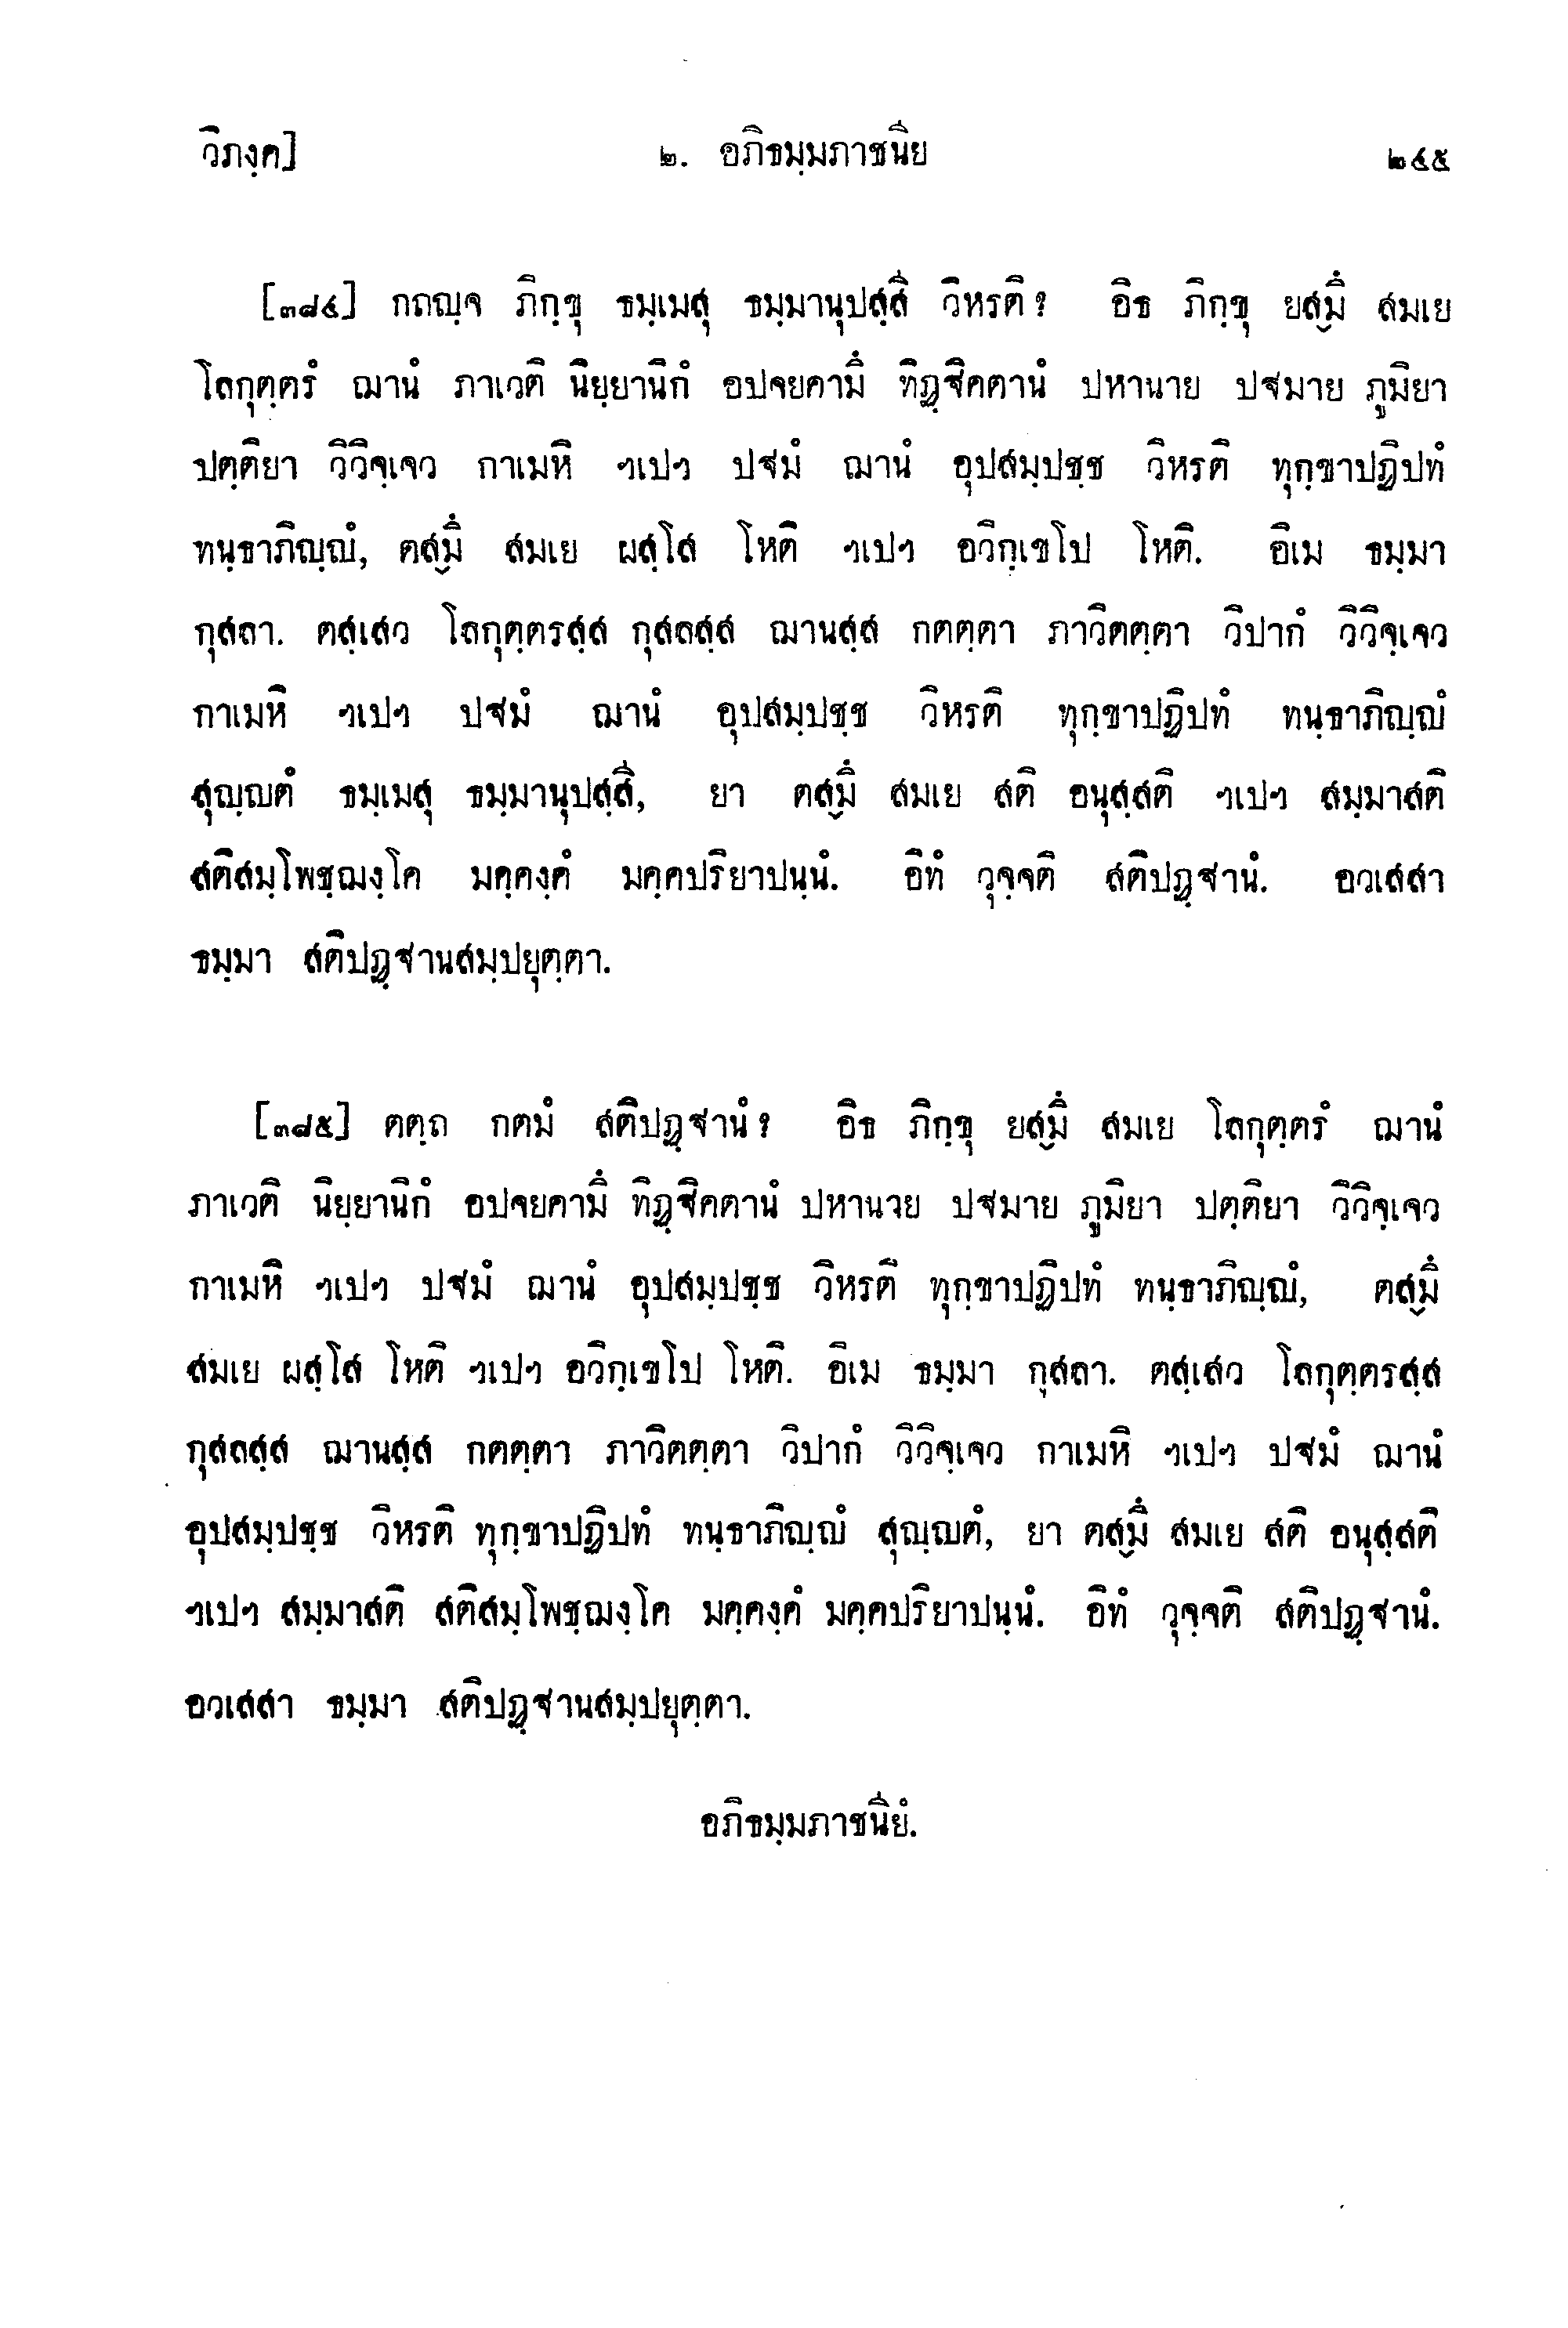 วิภงฺค]
๒. อภิธมฺมภาชนีย
๒๔๕
[๓๘๔] กถญฺจ ภิกฺขุ ธมฺเมสุ ธมฺมานุปสฺสี วิหรติ? อิธ ภิกฺขุ ยสฺมึ สมเย
โลกุตฺตรํ ฌานํ ภาเวติ นิยฺยานิกํ อปจยคามึ ทิฏฺฐิคตานํ ปหานาย ปฐมาย ภูมิยา
ปตฺติยา วิวิจฺเจว กาเมหิ ฯเปฯ ปฐมํ ฌานํ อุปสมฺปชฺช วิหรติ ทุกฺขาปฏิปทํ
ทนฺธาภิญฺญํ, ตสฺมึ สมเย ผสฺโส โหติ ฯเปฯ อวิกฺเขโป โหติ. อิเม ธมฺมา
กุสลา. ตสฺเสว โลกุตฺตรสฺส กุสลสฺส ฌานสฺส กตตฺตา ภาวิตตฺตา วิปากํ วิวิจฺเจว
กาเมหิ ฯเปฯ ปฐมํ ฌานํ อุปสมฺปชฺช วิหรติ ทุกฺขาปฏิปทํ ทนฺธาภิญฺญํ
สุญฺญตํ ธมฺเมสุ ธมฺมานุปสฺสี, ยา ตสฺมึ สมเย สติ อนุสฺสติ ฯเปฯ สมฺมาสติ
สติสมฺโพชฺฌงฺโค มคฺคงฺคํ มคฺคปริยาปนฺนํ. อิทํ วุจฺจติ สติปฏฺฐานํ. อวเสสา
ธมฺมา สติปฏฺฐานสมฺปยุตฺตา.
[๓๘๕] ตตฺถ กตมํ สติปฏฺฐานํ? อิธ ภิกฺขุ ยสฺมึ สมเย โลกุตฺตรํ ฌานํ
ภาเวติ นิยฺยานิกํ อปจยคามึ ทิฏฺฐิคตานํ ปหานาย ปฐมาย ภูมิยา ปตฺติยา วิวิจฺเจว
กาเมหิ ฯเปฯ ปฐมํ ฌานํ อุปสมฺปชฺช วิหรติ ทุกฺขาปฏิปทํ ทนฺธาภิญฺญํ, ตสฺมึ
สมเย ผสฺโส โหติ ฯเปฯ อวิกฺเขโป โหติ. อิเม ธมฺมา กุสลา. ตสฺเสว โลกุตฺตรสฺส
กุสลสฺส ฌานสฺส กตตฺตา ภาวิตตฺตา วิปากํ วิวิจฺเจว กาเมหิ ฯเปฯ ปฐมํ ฌานํ
อุปสมฺปชฺช วิหรติ ทุกฺขาปฏิปทํ ทนฺธาภิญฺญํ สุญฺญตํ, ยา ตสฺมึ สมเย สติ อนุสฺสติ
ฯเปฯ สมฺมาสติ สติสมฺโพชฺฌงฺโค มคฺคงฺคํ มคฺคปริยาปนฺนํ. อิทํ วุจฺจติ สติปฏฺฐานํ.
อวเสสา ธมฺมา สติปฏฺฐานสมฺปยุตฺตา.
อภิธมฺมภาชนียํ.